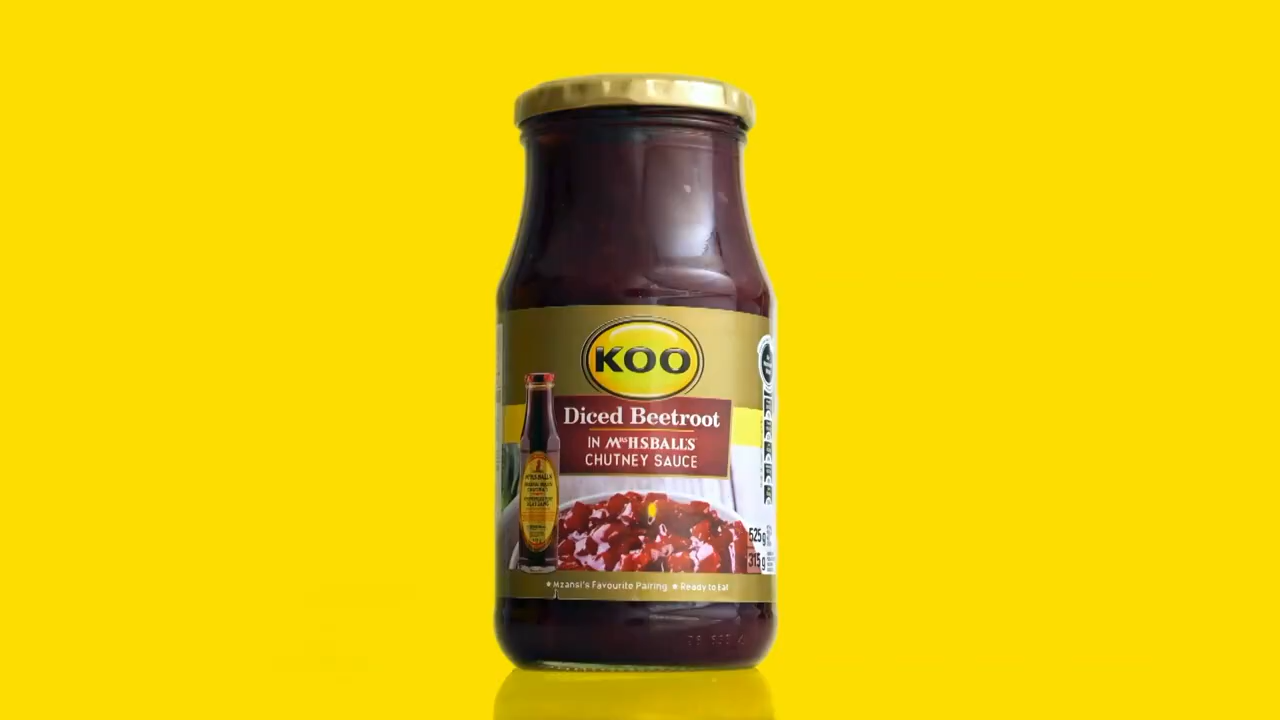 KOO
Diced Beetroot
IN MRS H.S BALL'S
CHUTNEY SAUCE
525g
315g
Mzansi's Favourite Pairing
Ready to Eat